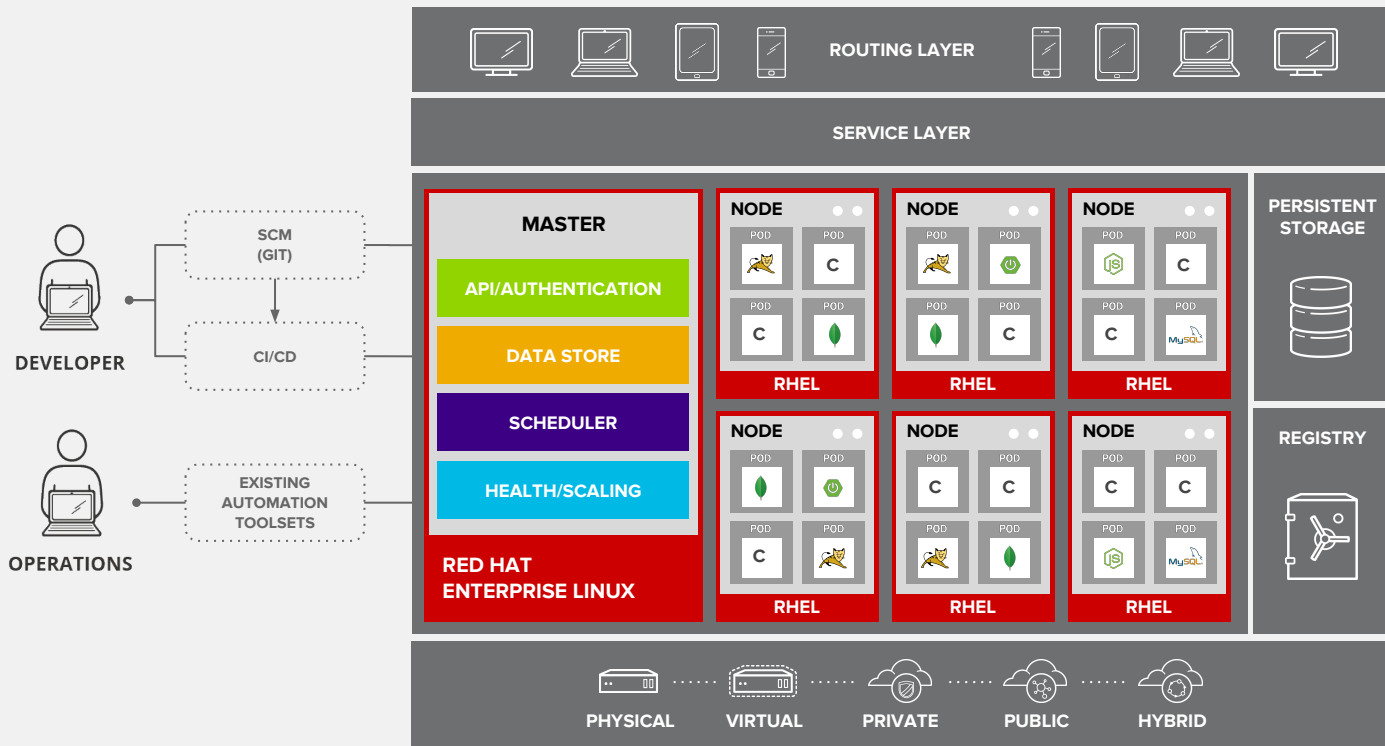 ROUTING LAYER
SERVICE LAYER
SCM
(GIT)
CI/CD
DEVELOPER
EXISTING
AUTOMATION
TOOLSETS
OPERATIONS
MASTER
API/AUTHENTICATION
DATA STORE
SCHEDULER
HEALTH/SCALING
RED HAT
ENTERPRISE LINUX
NODE
POD POD
C
POD POD
C
RHEL
NODE
POD POD
POD POD
C
RHEL
NODE
POD POD
JS C
POD POD
C MySQL
RHEL
NODE
POD POD
POD POD
C
RHEL
NODE
POD POD
C C
POD POD
RHEL
NODE
POD POD
C C
POD POD
JS MySQL
RHEL
PERSISTENT
STORAGE
REGISTRY
PHYSICAL VIRTUAL PRIVATE PUBLIC HYBRID